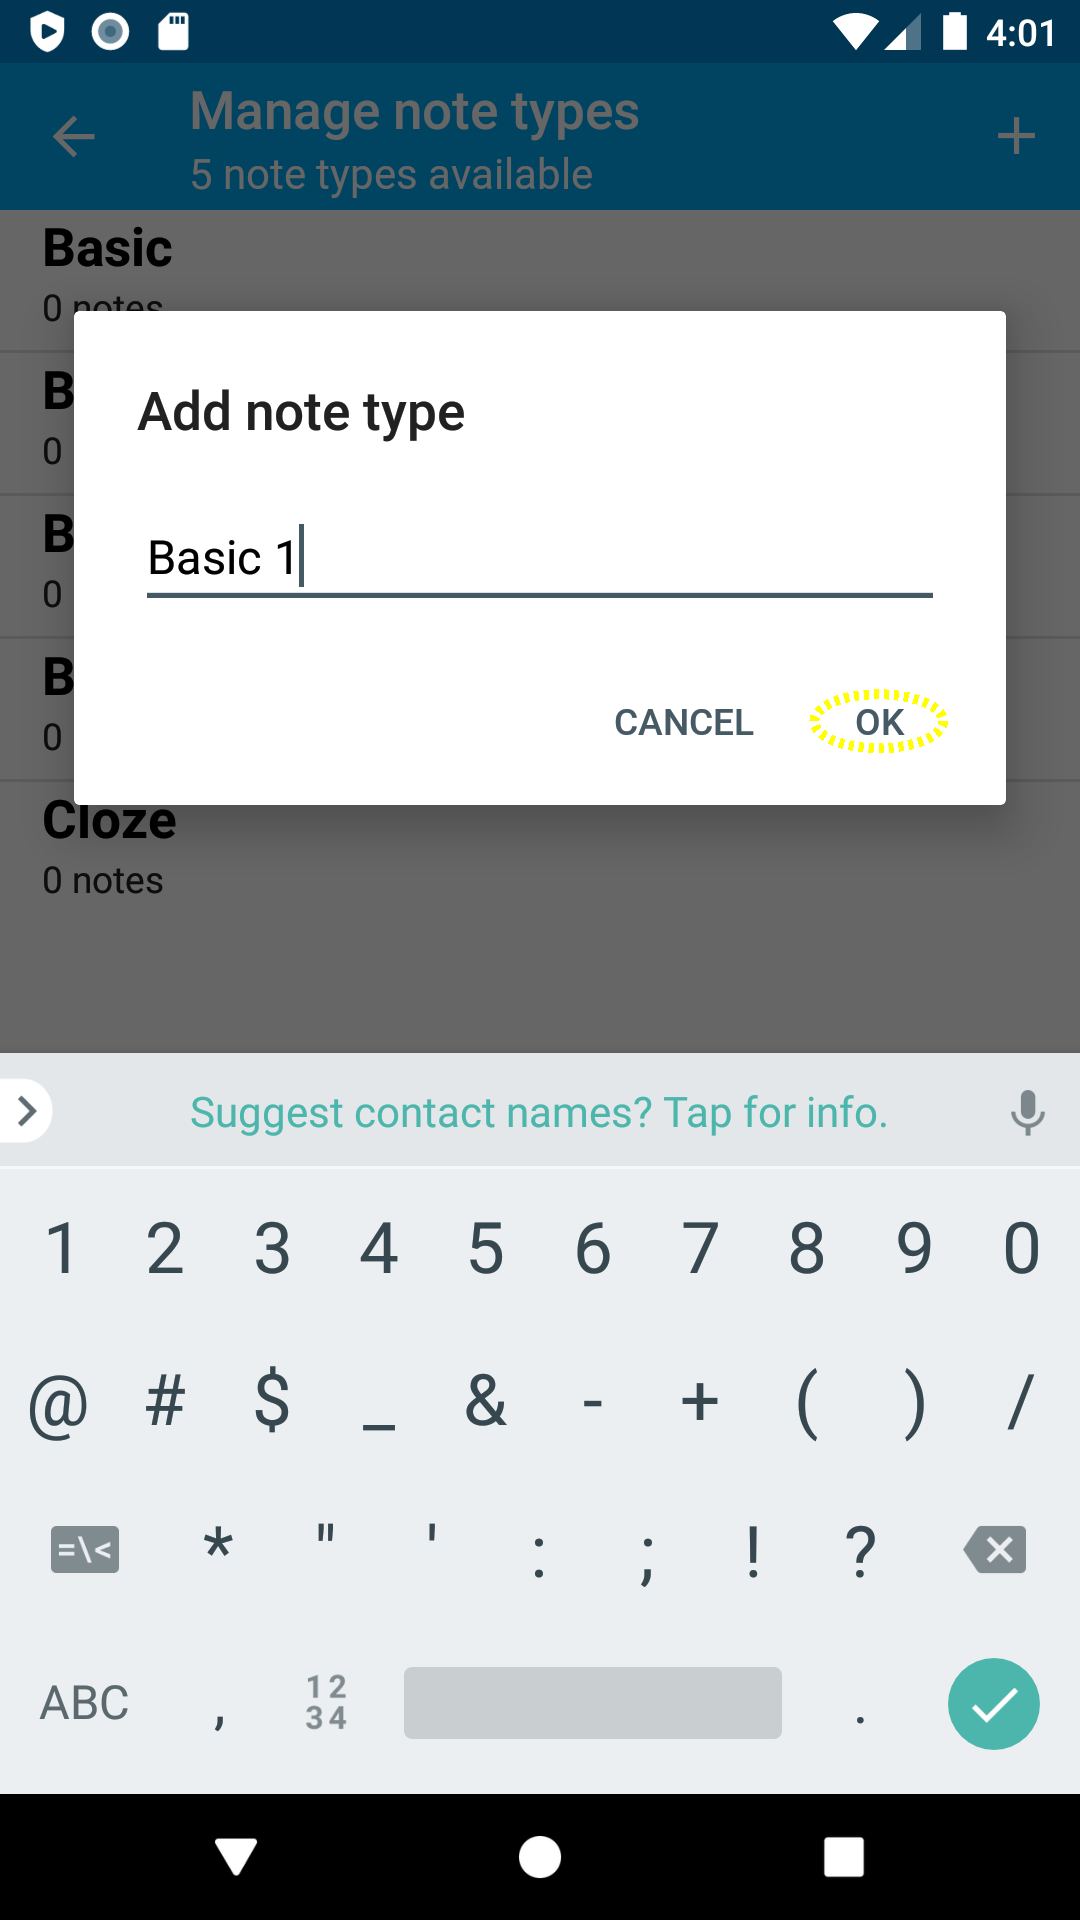 4:01
Manage note types
5 note types available
Basic
0 notes
B
0
B
0
B
0
Cloze
0 notes
Add note type
Basic 1
CANCEL OK
Suggest contact names? Tap for info.
1 2 3 4 5 6 7 8 9 0
@ # $ _ & - + ( ) /
=\< * " ' : ; ! ?
ABC , 12 34 .